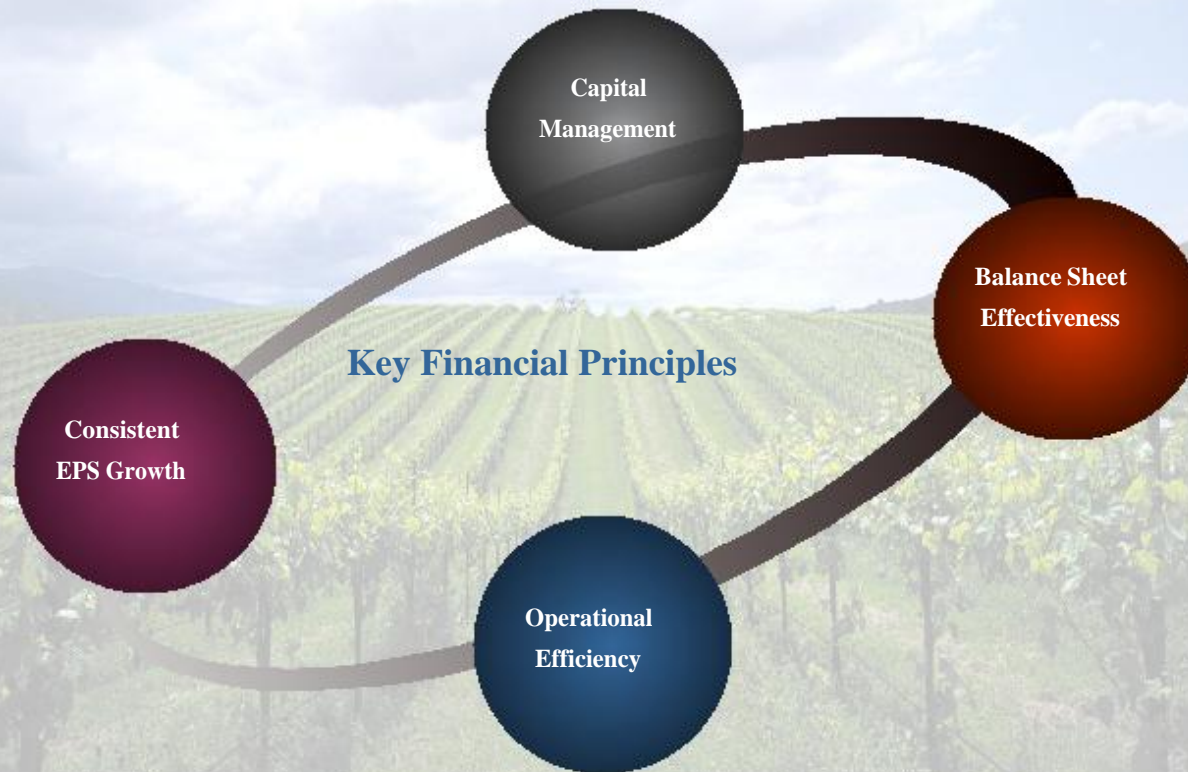 Capital
Management
Balance Sheet
Effectiveness
Key Financial Principles
Consistent
EPS Growth
Operational
Efficiency